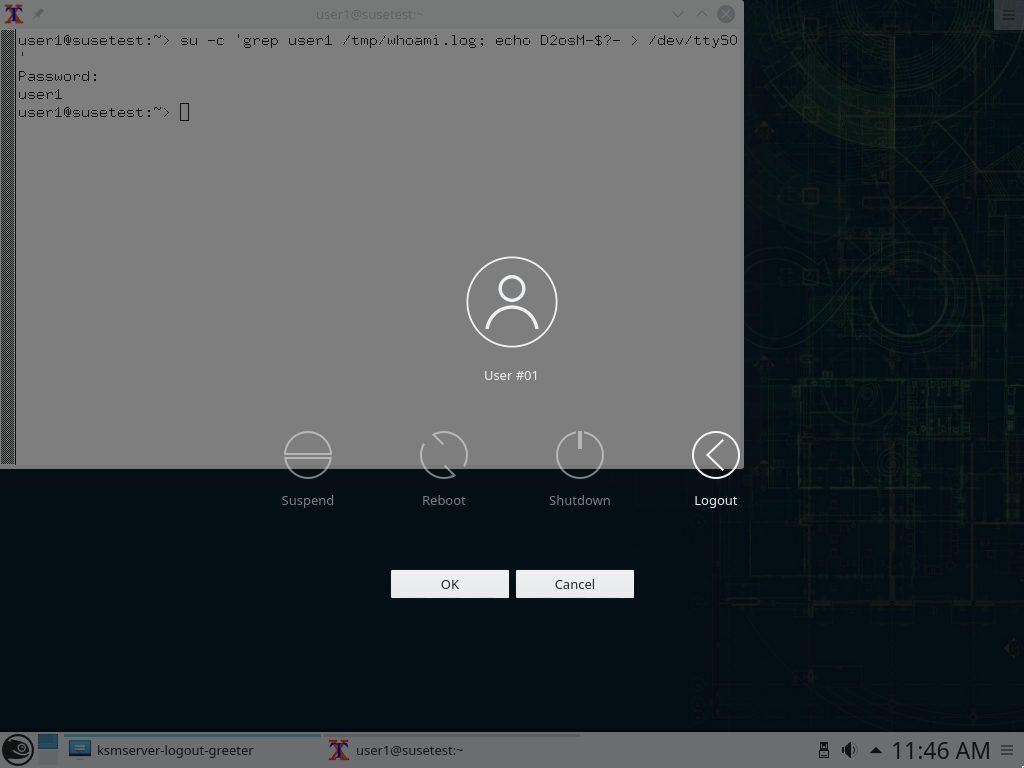 user1@susetest:~
user1@susetest:~> su -c 'grep user1 /tmp/whoami.log; echo D2osM-$?- > /dev/ttyS0
'
Password:
user1
user1@susetest:~>
User #01
Suspend
Reboot
Shutdown
Logout
OK
Cancel
ksmserver-logout-greeter
user1@susetest:~
11:46 AM